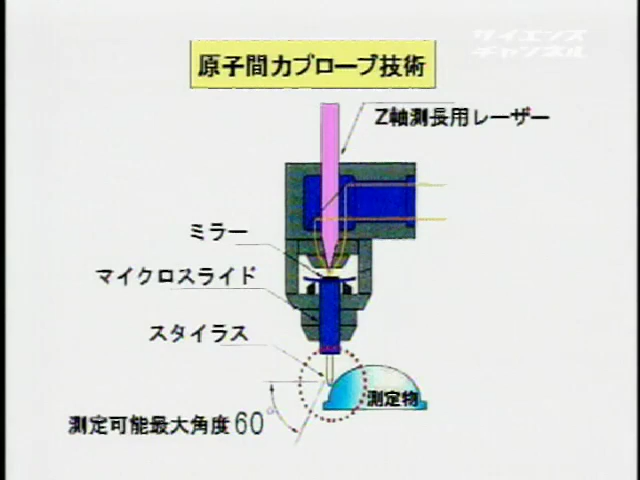 サイエンス
チャンネル
原子間力プローブ技術
Z軸測長用レーザー
ミラー
マイクロスライド
スタイラス
測定物
測定可能最大角度60°